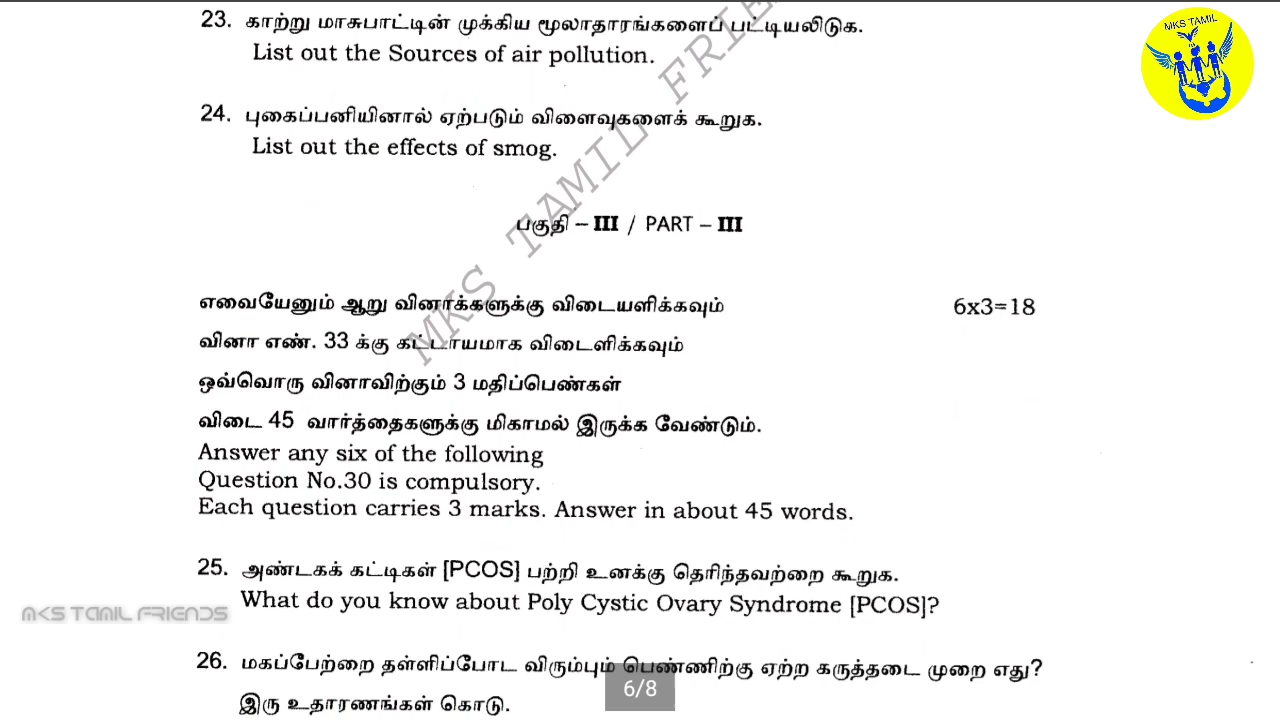 23. காற்று மாசுபாட்டின் முக்கிய மூலாதாரங்களைப் பட்டியலிடுக.
List out the Sources of air pollution.
MKS TAMIL
24. புகைப்பனியினால் ஏற்படும் விளைவுகளைக் கூறுக.
List out the effects of smog.
பகுதி – III / PART – III
எவையேனும் ஆறு வினாக்களுக்கு விடையளிக்கவும் 6x3=18
வினா எண். 33 க்கு கட்டாயமாக விடைளிக்கவும்
ஒவ்வொரு வினாவிற்கும் 3 மதிப்பெண்கள்
விடை 45 வார்த்தைகளுக்கு மிகாமல் இருக்க வேண்டும்.
Answer any six of the following
Question No.30 is compulsory.
Each question carries 3 marks. Answer in about 45 words.
25. அண்டகக் கட்டிகள் [PCOS] பற்றி உனக்கு தெரிந்தவற்றை கூறுக.
What do you know about Poly Cystic Ovary Syndrome [PCOS]?
MKS TAMIL FRIENDS
26. மகப்பேற்றை தள்ளிப்போட விரும்பும் பெண்ணிற்கு ஏற்ற கருத்தடை முறை எது?
இரு உதாரணங்கள் கொடு.
6/8
MKS TAMIL FRIE